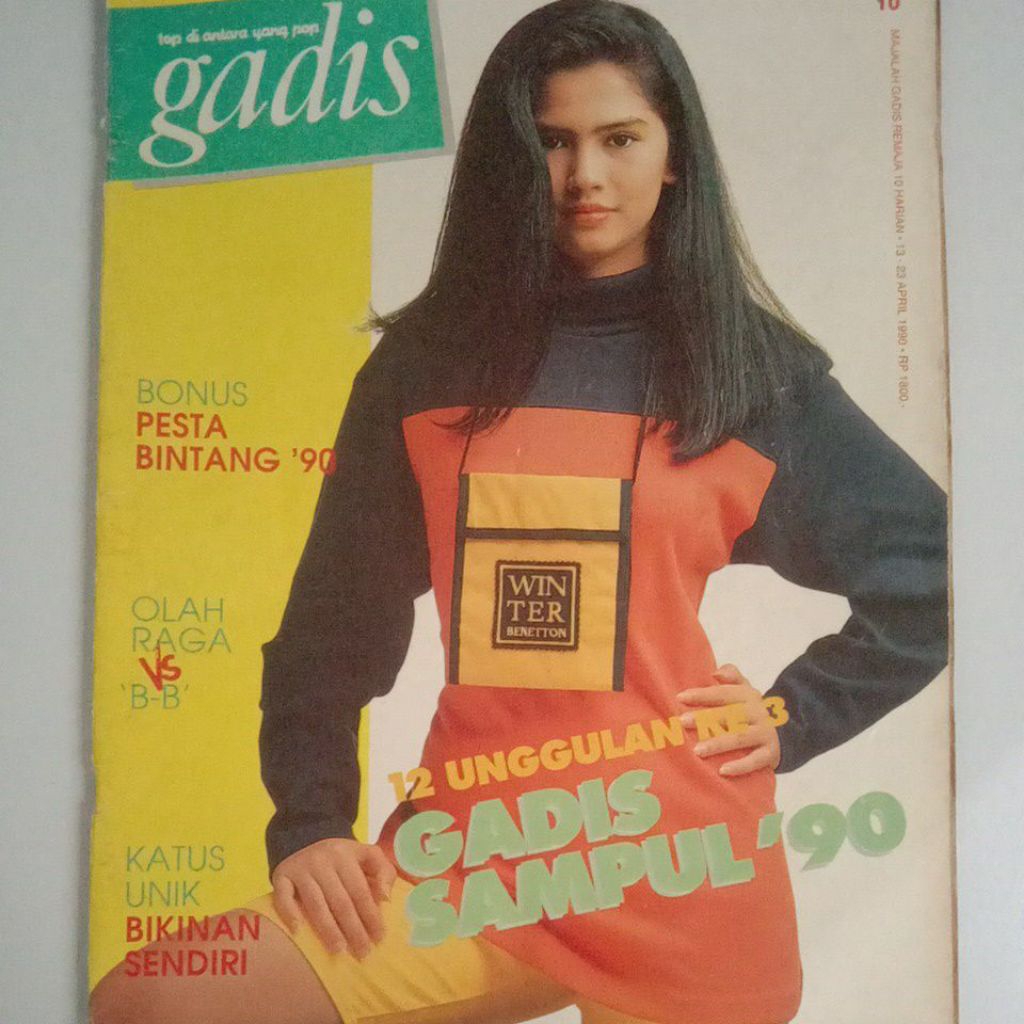 top di antara yang pop
gadis
10
MAJALAH GADIS REMAJA 10 HARIAN • 13 - 23 APRIL 1990 • RP 1800,-
BONUS
PESTA
BINTANG '90
WIN
TER
BENETTON
OLAH
RAGA
VS
'B-B'
12 UNGGULAN KE 3
GADIS
SAMPUL '90
KATUS
UNIK
BIKINAN
SENDIRI